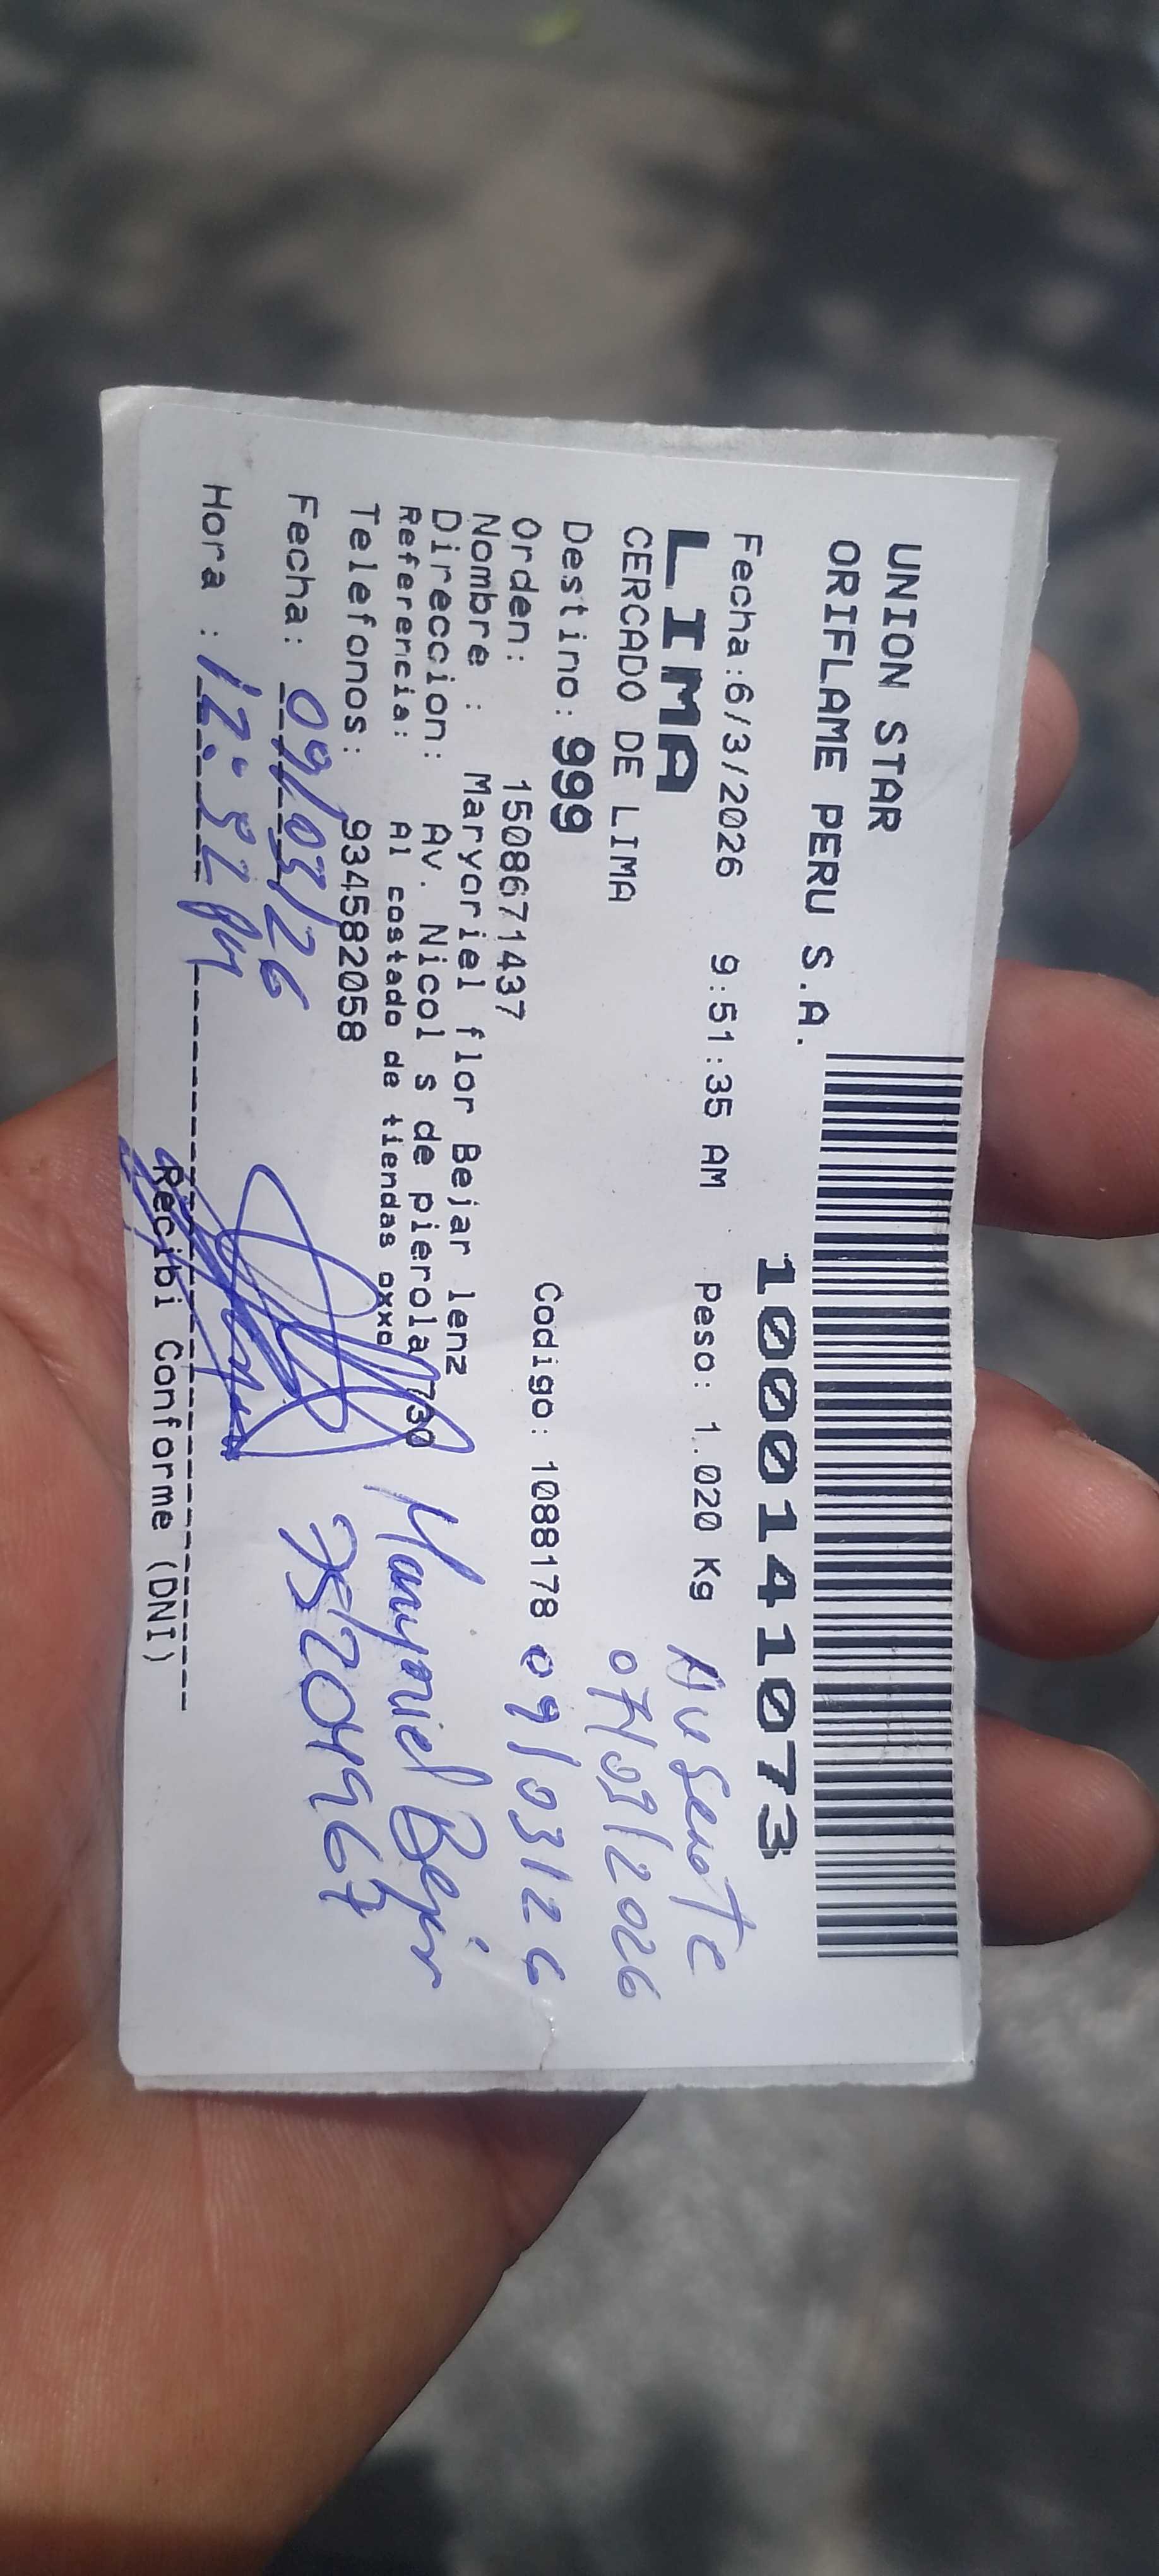 UNION STAR
ORIFLAME PERU S.A.
1000141073
Fecha:6/3/2026 9:51:35 AM Peso: 1.020 Kg
LIMA
Ausente
CERCADO DE LIMA
07/03/2026
Destino: 999
Orden: 1508671437 Codigo: 1088178
09/03/26
Nombre : Maryoriel flor Bejar lenz
Direccion: Av. Nicol s de pierola 730
Referencia: Al costado de tiendas oxxo
Telefonos: 934582058
Bejar
Fecha: 09/03/26
Hora : 12:32 PM
Recibi Conforme (DNI)